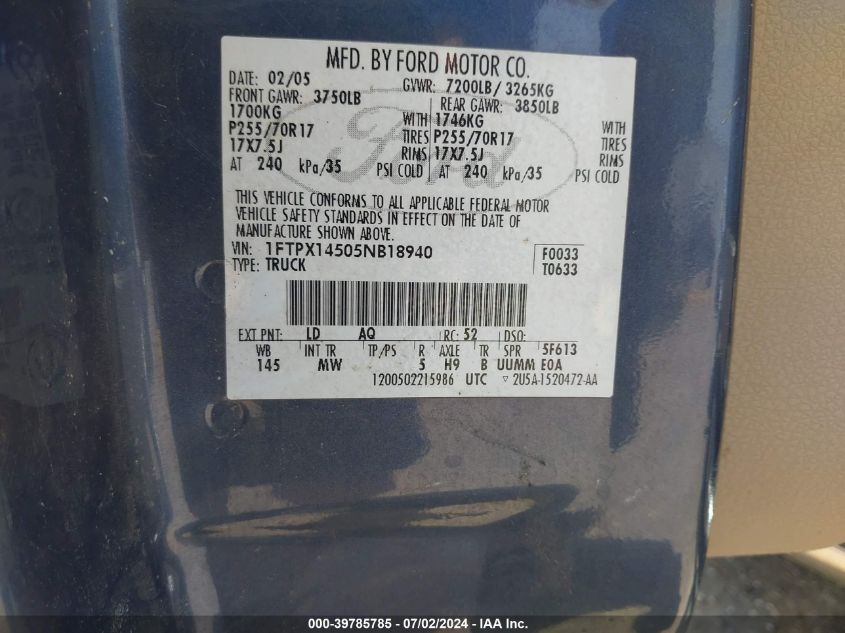 MFD. BY FORD MOTOR CO.
DATE: 02/05 GVWR: 7200LB/ 3265KG
FRONT GAWR: 3750LB REAR GAWR: 3850LB
1700KG WITH 1746KG WITH
P255/70R17 TIRES P255/70R17 TIRES
17X7.5J RIMS 17X7.5J RIMS
AT 240 kPa/35 PSI COLD AT 240 kPa/35 PSI COLD
THIS VEHICLE CONFORMS TO ALL APPLICABLE FEDERAL MOTOR
VEHICLE SAFETY STANDARDS IN EFFECT ON THE DATE OF
MANUFACTURE SHOWN ABOVE.
VIN: 1FTPX14505NB18940 F0033
TYPE: TRUCK T0633
EXT PNT: LD AQ RC: 52 DSO:
WB INT TR TP/PS R AXLE TR SPR 5F613
145 MW 5 H9 B UUMM E0A
1200502215986 UTC ▽ 2U5A-1520472-AA
Ford
000-39785785 - 07/02/2024 - IAA Inc.